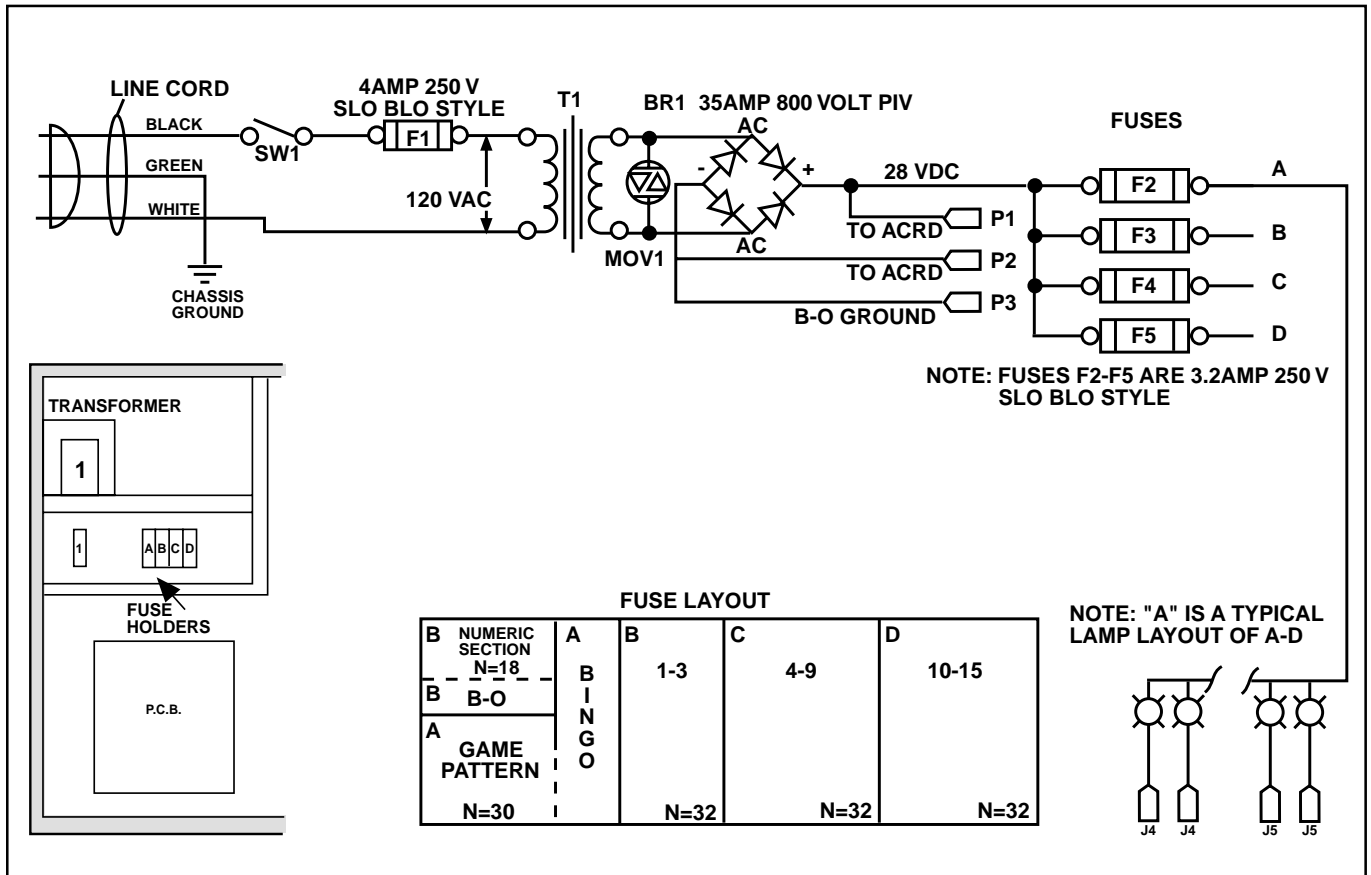 LINE CORD
4AMP 250 V
SLO BLO STYLE
F1
T1
BR1 35AMP 800 VOLT PIV
AC
FUSES
BLACK
SW1
GREEN
WHITE
120 VAC
CHASSIS
GROUND
MOV1
-
+
AC
28 VDC
TO ACRD
P1
TO ACRD
P2
B-O GROUND
P3
F2
A
F3
B
F4
C
F5
D
NOTE: FUSES F2-F5 ARE 3.2AMP 250 V
SLO BLO STYLE
TRANSFORMER
1
1
A B C D
FUSE
HOLDERS
P.C.B.
FUSE LAYOUT
B NUMERIC
SECTION
N=18
B B-O
A
GAME
PATTERN
N=30
A
B
I
N
G
O
B
1-3
N=32
C
4-9
N=32
D
10-15
N=32
NOTE: "A" IS A TYPICAL
LAMP LAYOUT OF A-D
J4 J4 J5 J5